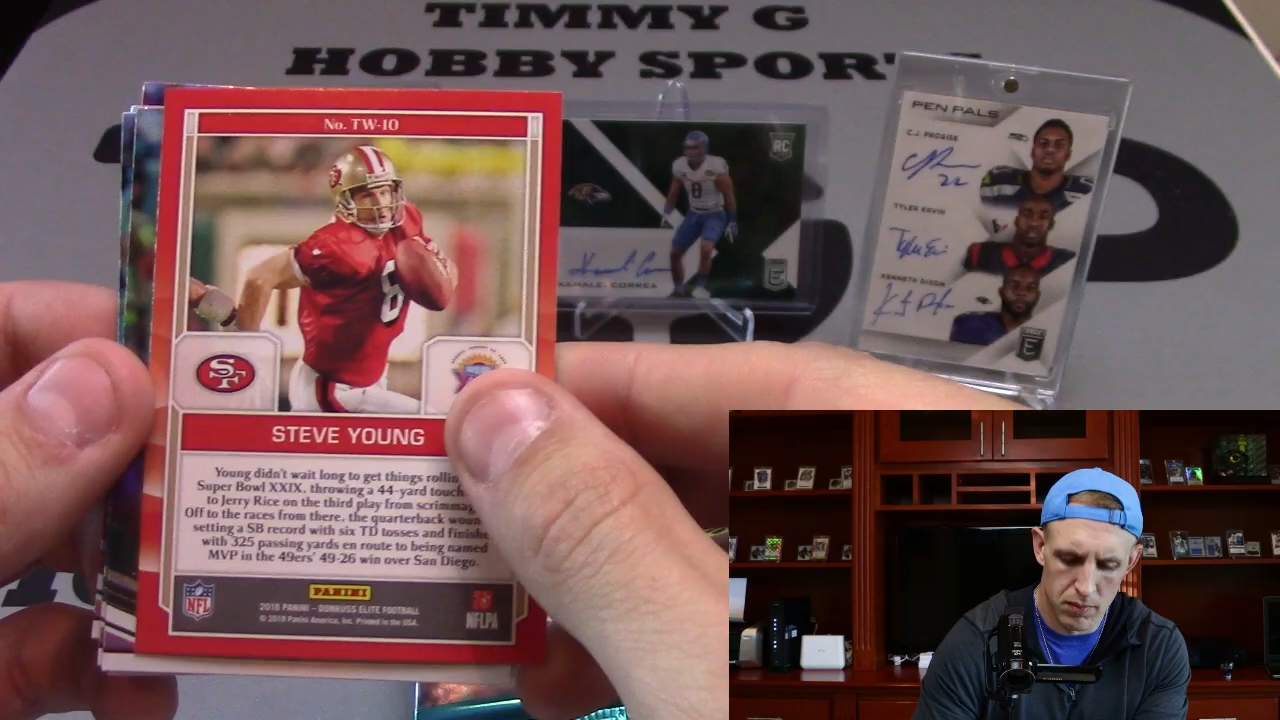 TIMMY G
HOBBY SPOR
No. TW-10
8
STEVE YOUNG
Young didn't wait long to get things rollin
Super Bowl XXIX, throwing a 44-yard touch
to Jerry Rice on the third play from scrimmag
Off to the races from there, the quarterback woun
setting a SB record with six TD tosses and finishe
with 325 passing yards en route to being named
MVP in the 49ers' 49-26 win over San Diego.
NFL
PANINI
2018 PANINI - DONRUSS ELITE FOOTBALL
© 2018 Panini America, Inc. Printed in the USA.
NFLPA
RC
8
KAMALEI CORREA
PEN PALS
C.J. PROSISE
22
TYLER ERVIN
KENNETH DIXON
E